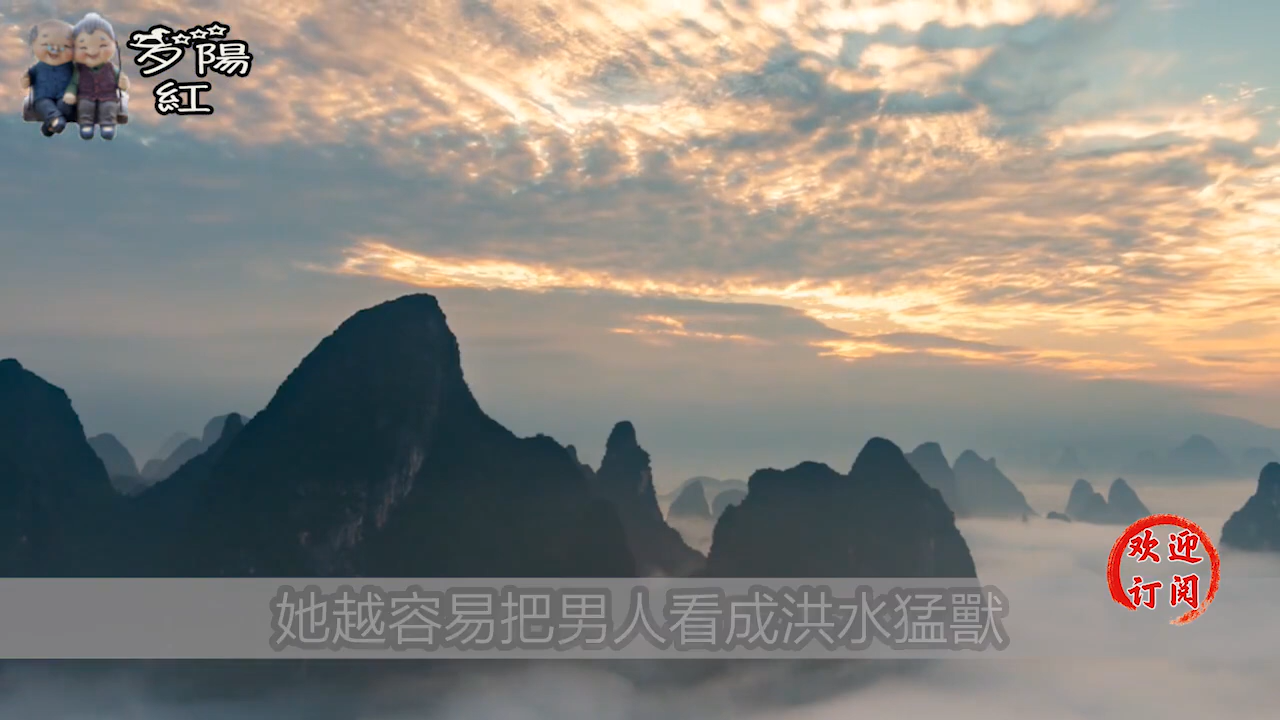 夕陽
紅
她越容易把男人看成洪水猛獸
欢迎
订阅